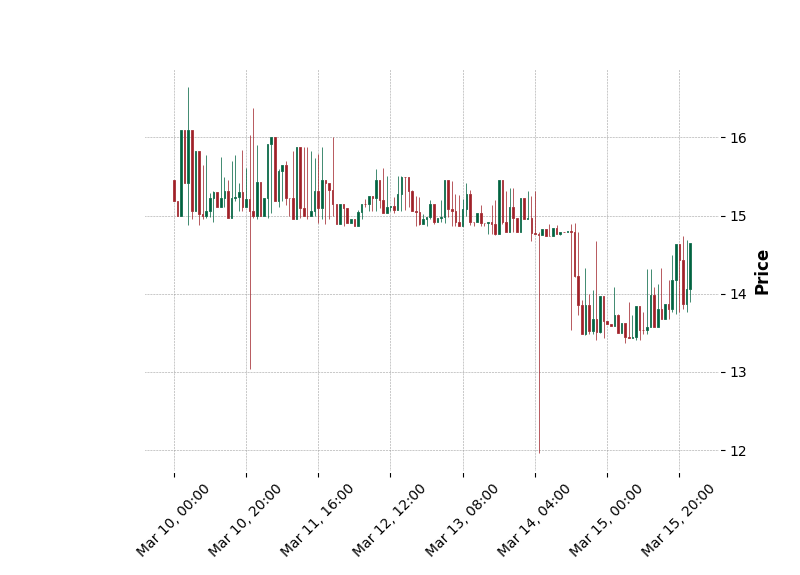 16
15
14
13
12
Price
Mar 10, 00:00
Mar 10, 20:00
Mar 11, 16:00
Mar 12, 12:00
Mar 13, 08:00
Mar 14, 04:00
Mar 15, 00:00
Mar 15, 20:00